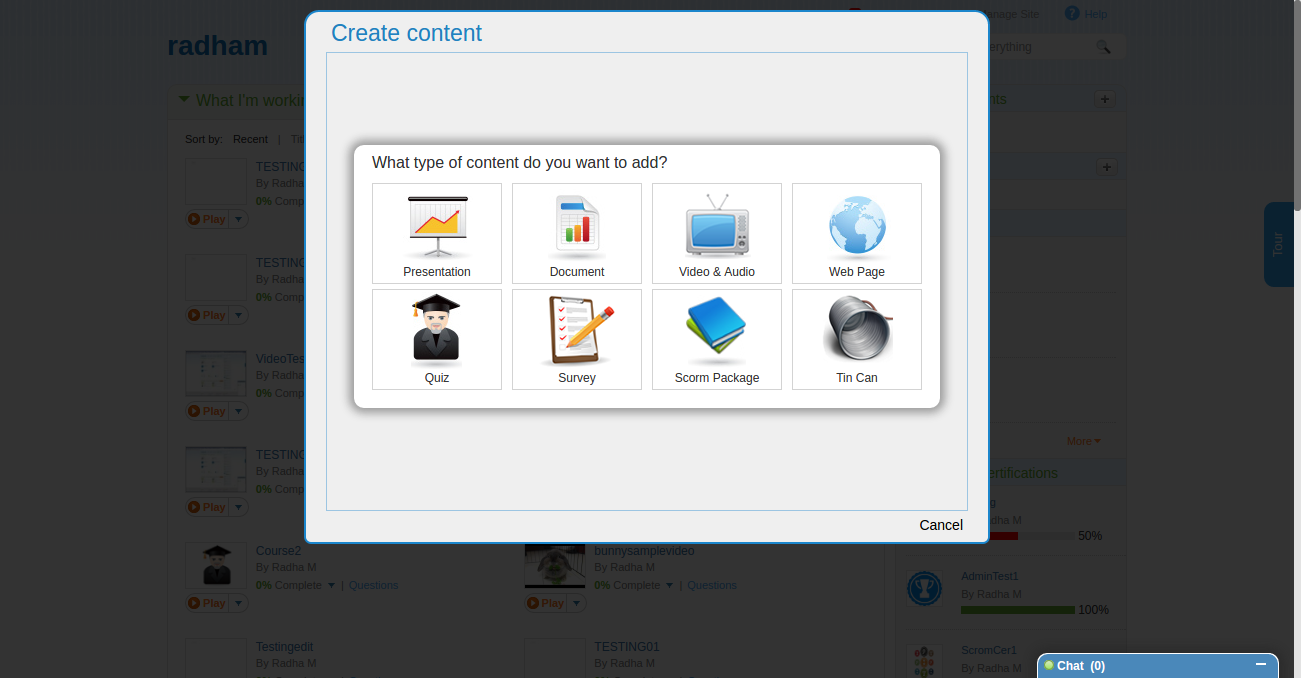 Create content
Manage Site
Help
radham
erything
What I'm workin
nts
+
Sort by: Recent | Titl
What type of content do you want to add?
Presentation
Document
Video & Audio
Web Page
Quiz
Survey
Scorm Package
Tin Can
Cancel
TESTING
By Radha
0% Comp
Play
+
Tour
TESTING
By Radha
0% Comp
Play
VideoTes
By Radha
0% Comp
Play
More
TESTING
By Radha
0% Comp
Play
ertifications
g
dha M
50%
Course2
By Radha M
0% Complete | Questions
Play
bunnysamplevideo
By Radha M
0% Complete | Questions
Play
AdminTest1
By Radha M
100%
Testingedit
By Radha M
TESTING01
By Radha M
ScromCer1
By Radha M
Chat (0)